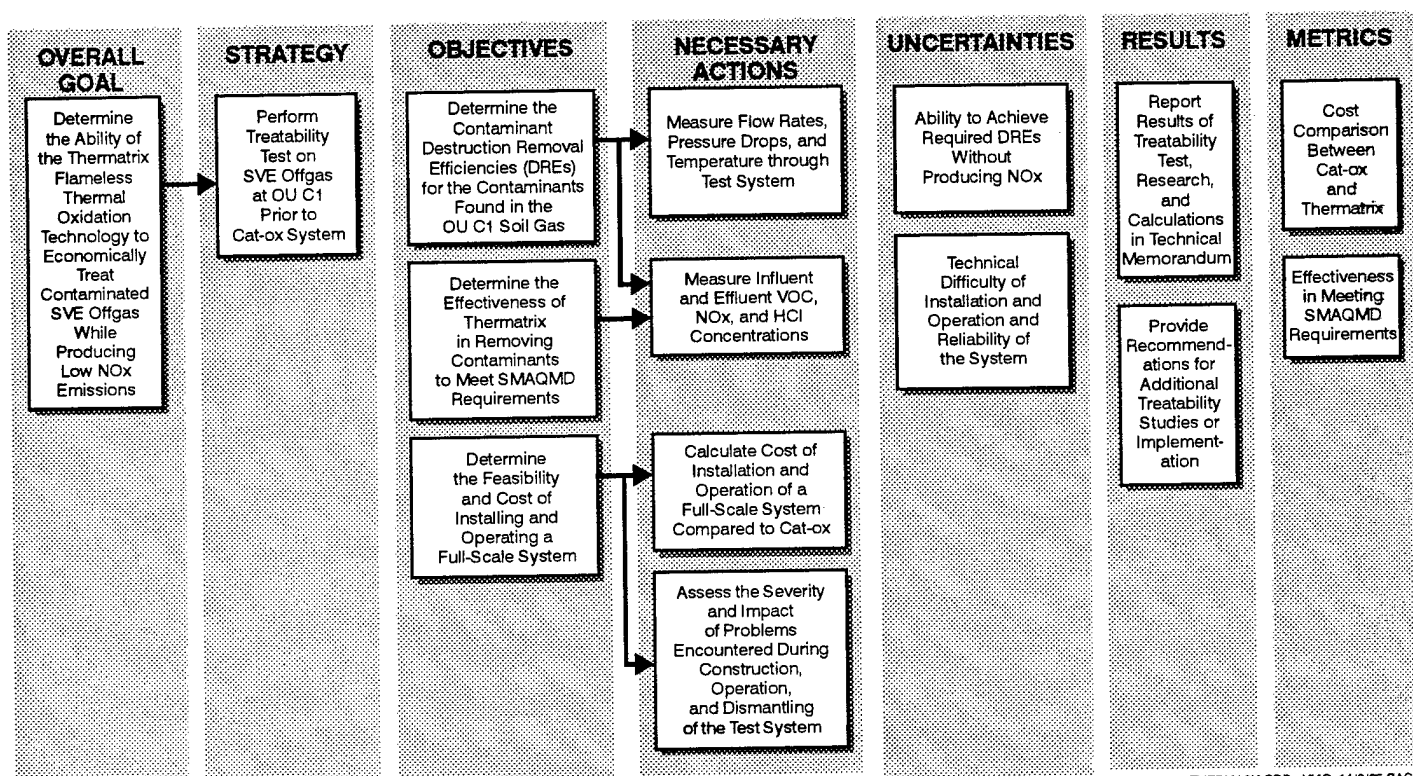 OVERALL
GOAL
Determine
the Ability of
the Thermatrix
Flameless
Thermal
Oxidation
Technology to
Economically
Treat
Contaminated
SVE Offgas
While
Producing
Low NOx
Emissions
STRATEGY
Perform
Treatability
Test on
SVE Offgas
at OU C1
Prior to
Cat-ox System
OBJECTIVES
Determine the
Contaminant
Destruction Removal
Efficiencies (DREs)
for the Contaminants
Found in the
OU C1 Soil Gas
Determine the
Effectiveness of
Thermatrix
in Removing
Contaminants
to Meet SMAQMD
Requirements
Determine
the Feasibility
and Cost of
Installing and
Operating a
Full-Scale System
NECESSARY
ACTIONS
Measure Flow Rates,
Pressure Drops, and
Temperature through
Test System
Measure Influent
and Effluent VOC,
NOx, and HCl
Concentrations
Calculate Cost of
Installation and
Operation of a
Full-Scale System
Compared to Cat-ox
Assess the Severity
and Impact
of Problems
Encountered During
Construction,
Operation,
and Dismantling
of the Test System
UNCERTAINTIES
Ability to Achieve
Required DREs
Without
Producing NOx
Technical
Difficulty of
Installation and
Operation and
Reliability of
the System
RESULTS
Report
Results of
Treatability
Test,
Research,
and
Calculations
in Technical
Memorandum
Provide
Recommend-
ations for
Additional
Treatability
Studies or
Implement-
ation
METRICS
Cost
Comparison
Between
Cat-ox
and
Thermatrix
Effectiveness
in Meeting
SMAQMD
Requirements